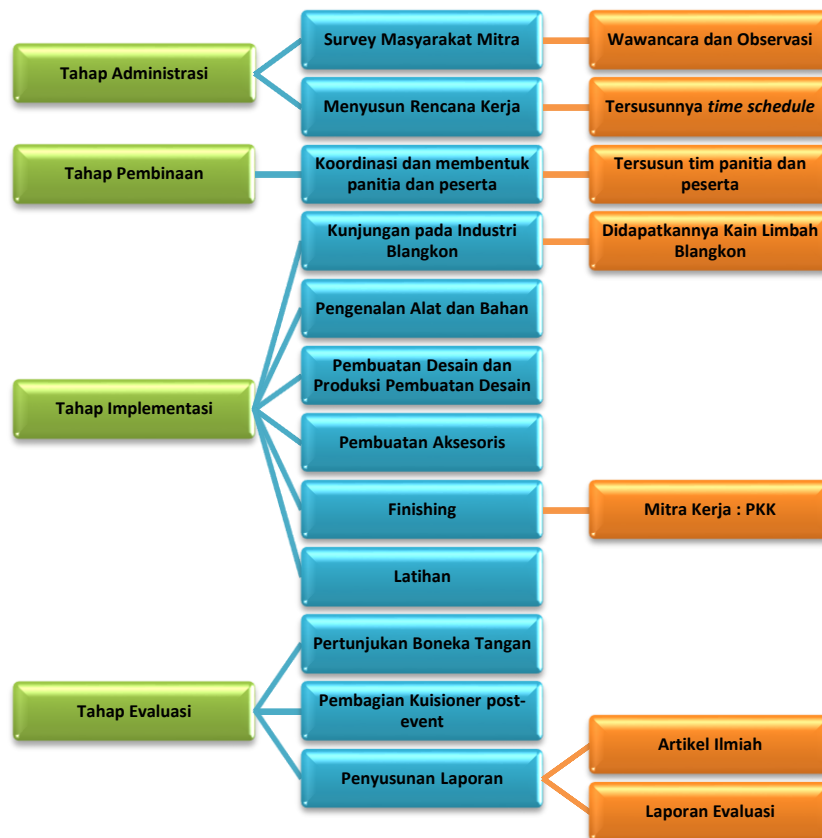 Tahap Administrasi
Survey Masyarakat Mitra
Wawancara dan Observasi
Menyusun Rencana Kerja
Tersusunnya time schedule
Tahap Pembinaan
Koordinasi dan membentuk
panitia dan peserta
Tersusun tim panitia dan
peserta
Tahap Implementasi
Kunjungan pada Industri
Blangkon
Didapatkannya Kain Limbah
Blangkon
Pengenalan Alat dan Bahan
Pembuatan Desain dan
Produksi Pembuatan Desain
Pembuatan Aksesoris
Finishing
Mitra Kerja : PKK
Latihan
Tahap Evaluasi
Pertunjukan Boneka Tangan
Pembagian Kuisioner post-
event
Penyusunan Laporan
Artikel Ilmiah
Laporan Evaluasi